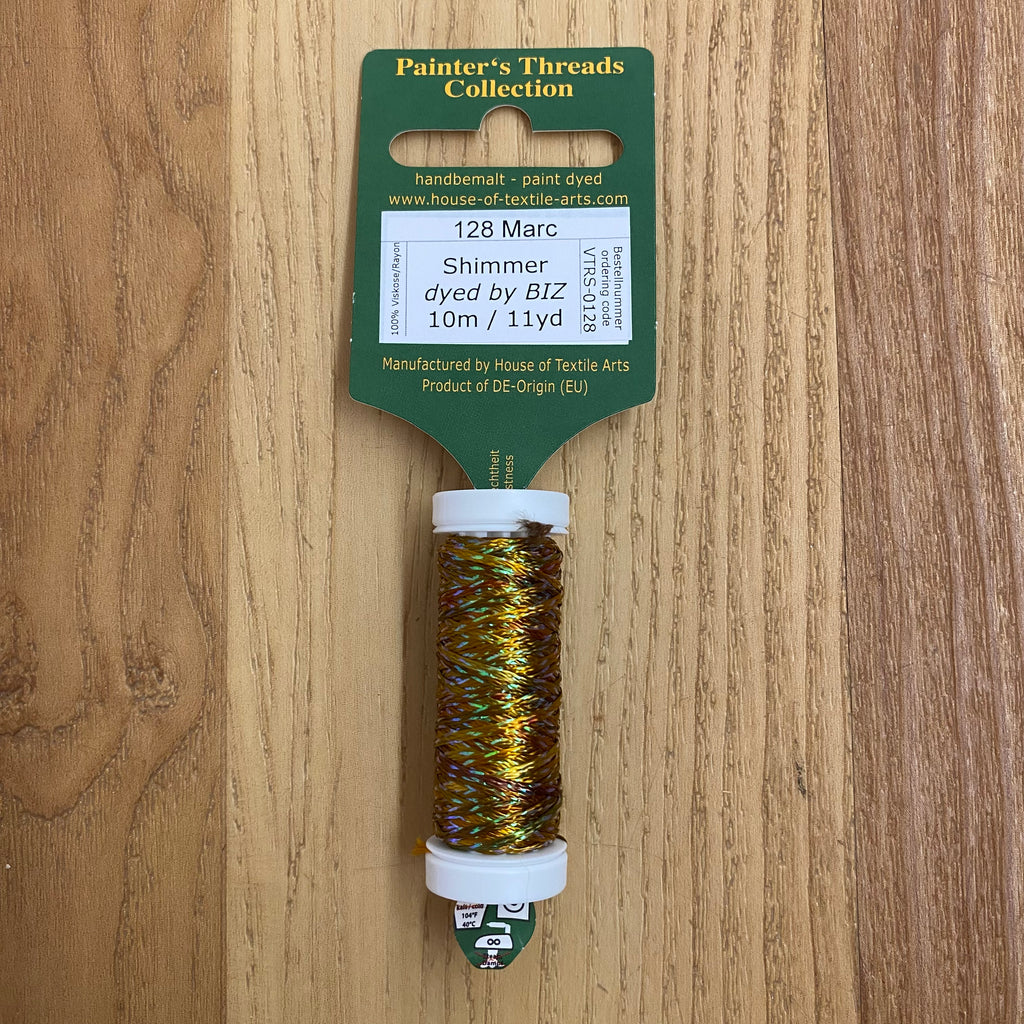 Painter‘s Threads
Collection
handbemalt - paint dyed
www.house-of-textile-arts.com
128 Marc
100% Viskose/Rayon
Shimmer
dyed by BIZ
10m / 11yd
Bestellnummer
ordering code
VTRS-0128
Manufactured by House of Textile Arts
Product of DE-Origin (EU)
chtheit
stness
104°F
40°C